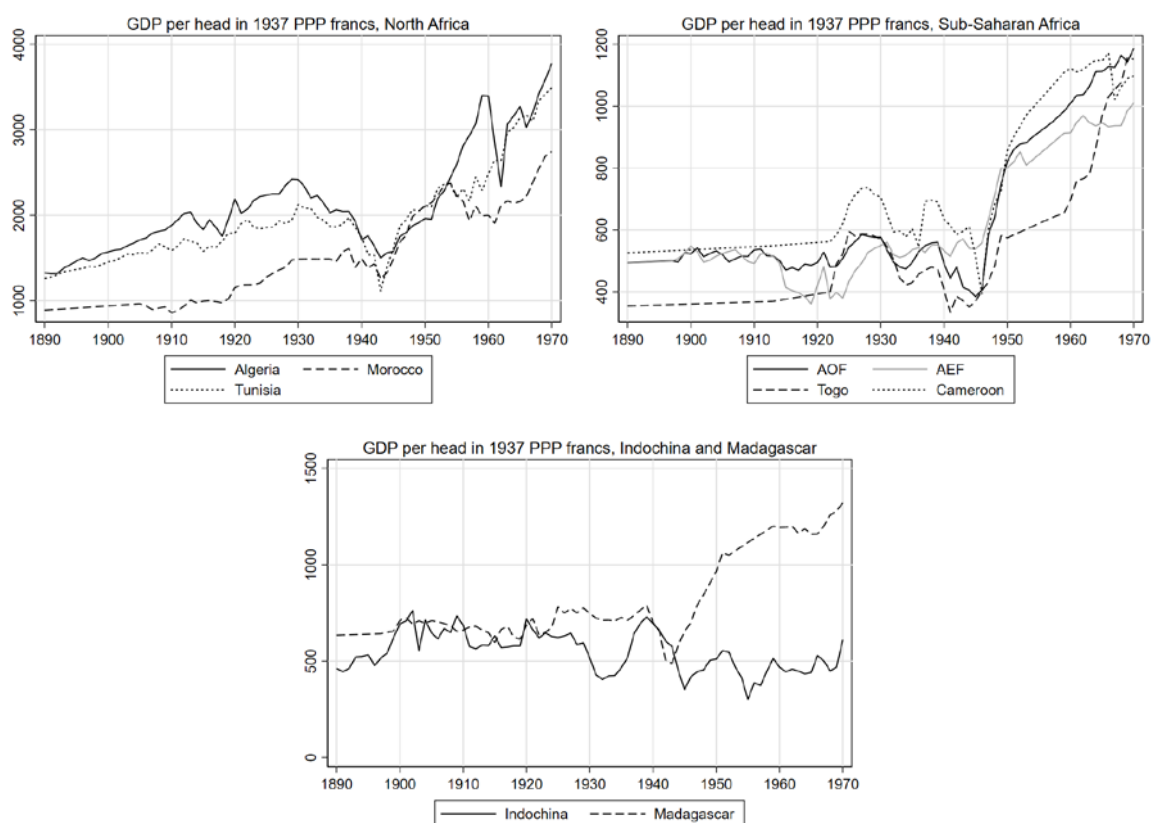 GDP per head in 1937 PPP francs, North Africa
4000
3000
2000
1000
1890 1900 1910 1920 1930 1940 1950 1960 1970
Algeria Morocco
Tunisia
GDP per head in 1937 PPP francs, Sub-Saharan Africa
1200
1000
800
600
400
1890 1900 1910 1920 1930 1940 1950 1960 1970
AOF AEF
Togo Cameroon
GDP per head in 1937 PPP francs, Indochina and Madagascar
1500
1000
500
0
1890 1900 1910 1920 1930 1940 1950 1960 1970
Indochina Madagascar